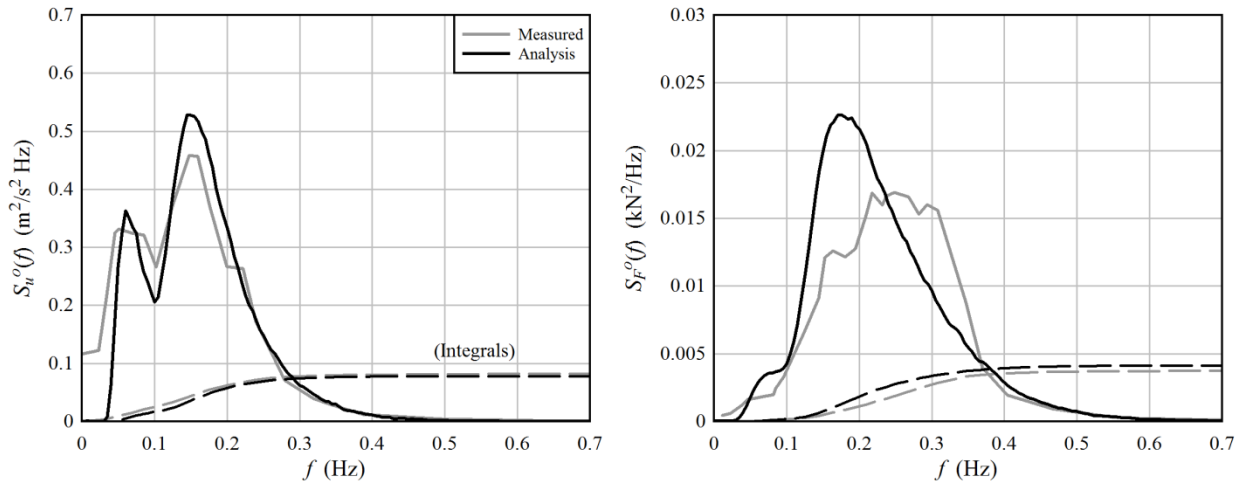 0.7
0.6
0.5
0.4
0.3
0.2
0.1
0
S_u^o(f) (m²/s² Hz)
Measured
Analysis
(Integrals)
0 0.1 0.2 0.3 0.4 0.5 0.6 0.7
f (Hz)
0.03
0.025
0.02
0.015
0.01
0.005
0
S_F^o(f) (kN²/Hz)
0 0.1 0.2 0.3 0.4 0.5 0.6 0.7
f (Hz)